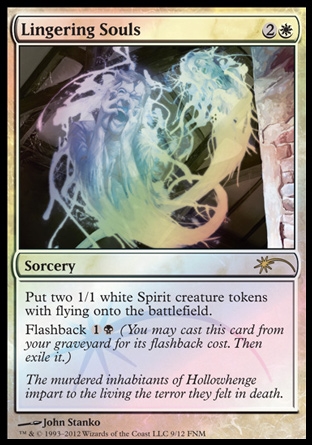 Lingering Souls 2
Sorcery
Put two 1/1 white Spirit creature tokens
with flying onto the battlefield.
Flashback 1 (You may cast this card from
your graveyard for its flashback cost. Then
exile it.)
The murdered inhabitants of Hollowhenge
impart to the living the terror they felt in death.
John Stanko
™ & © 1993–2012 Wizards of the Coast LLC 9/12 FNM